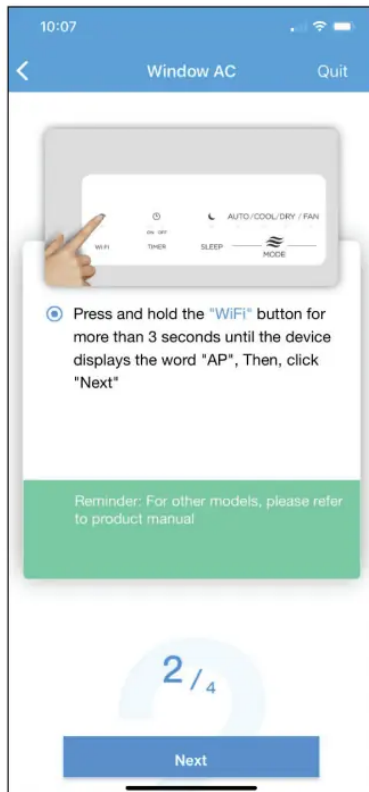 10:07
Window AC
Quit
AUTO/COOL/DRY / FAN
ON OFF
Wi-Fi
TIMER
SLEEP
MODE
Press and hold the "WiFi" button for
more than 3 seconds until the device
displays the word "AP", Then, click
"Next"
Reminder: For other models, please refer
to product manual
2 / 4
Next